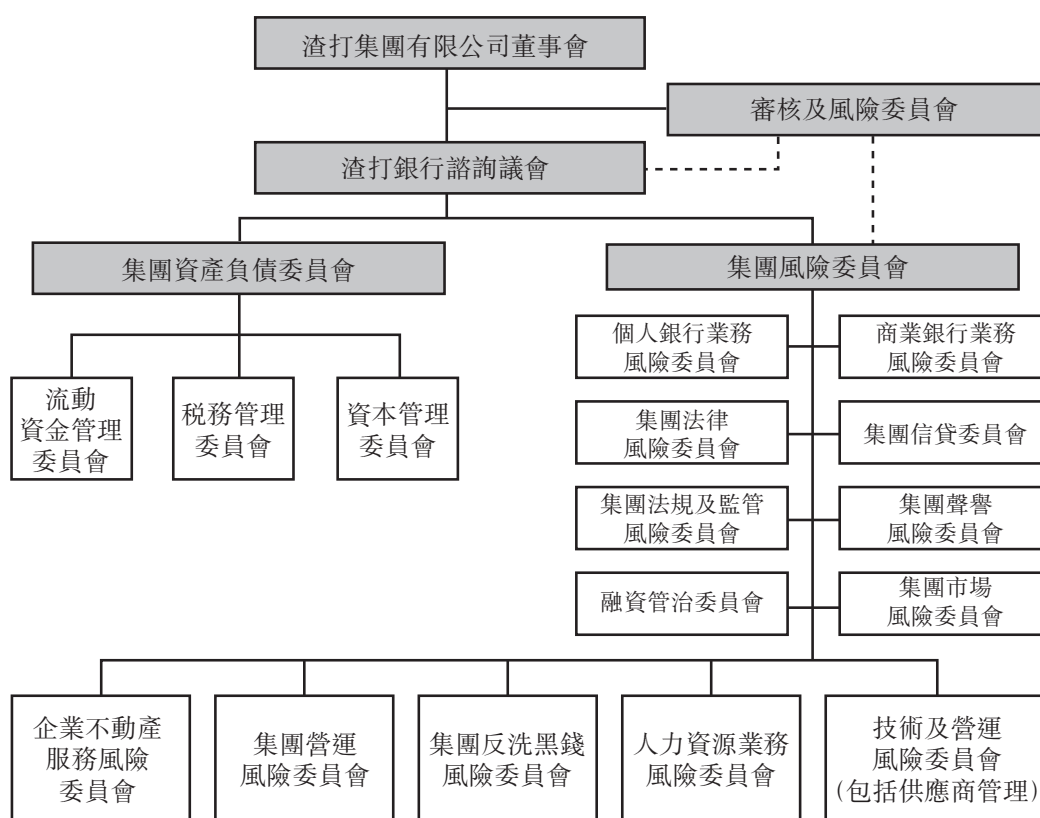 渣打集團有限公司董事會
審核及風險委員會
渣打銀行諮詢議會
集團資產負債委員會
集團風險委員會
個人銀行業務
風險委員會
商業銀行業務
風險委員會
流動
資金管理
委員會
税務管理
委員會
資本管理
委員會
集團法律
風險委員會
集團信貸委員會
集團法規及監管
風險委員會
集團聲譽
風險委員會
融資管治委員會
集團市場
風險委員會
企業不動產
服務風險
委員會
集團營運
風險委員會
集團反洗黑錢
風險委員會
人力資源業務
風險委員會
技術及營運
風險委員會
(包括供應商管理)